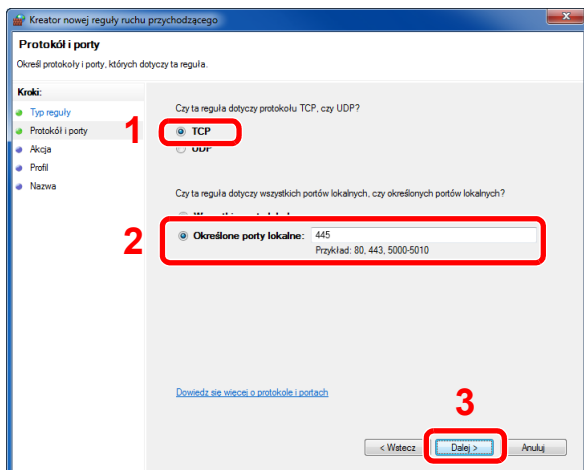 Kreator nowej reguły ruchu przychodzącego
Protokół i porty
Określ protokoły i porty, których dotyczy ta reguła.
Kroki:
Typ reguły
Protokół i porty
Akcja
Profil
Nazwa
Czy ta reguła dotyczy protokołu TCP, czy UDP?
1
TCP
UDP
Czy ta reguła dotyczy wszystkich portów lokalnych, czy określonych portów lokalnych?
2
Określone porty lokalne: 445
Przykład: 80, 443, 5000-5010
Dowiedz się więcej o protokole i portach
3
< Wstecz Dalej > Anuluj